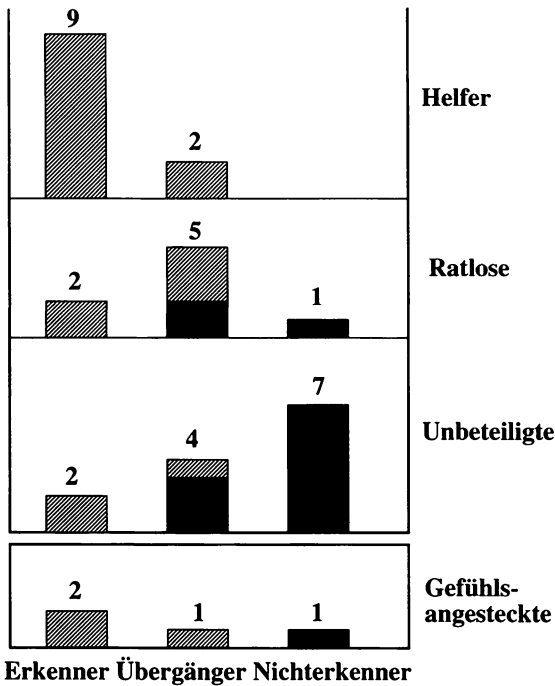 9
2
Helfer
5
2
1
Ratlose
7
4
2
Unbeteiligte
2
1
1
Gefühls-
angesteckte
Erkenner Übergänger Nichterkenner